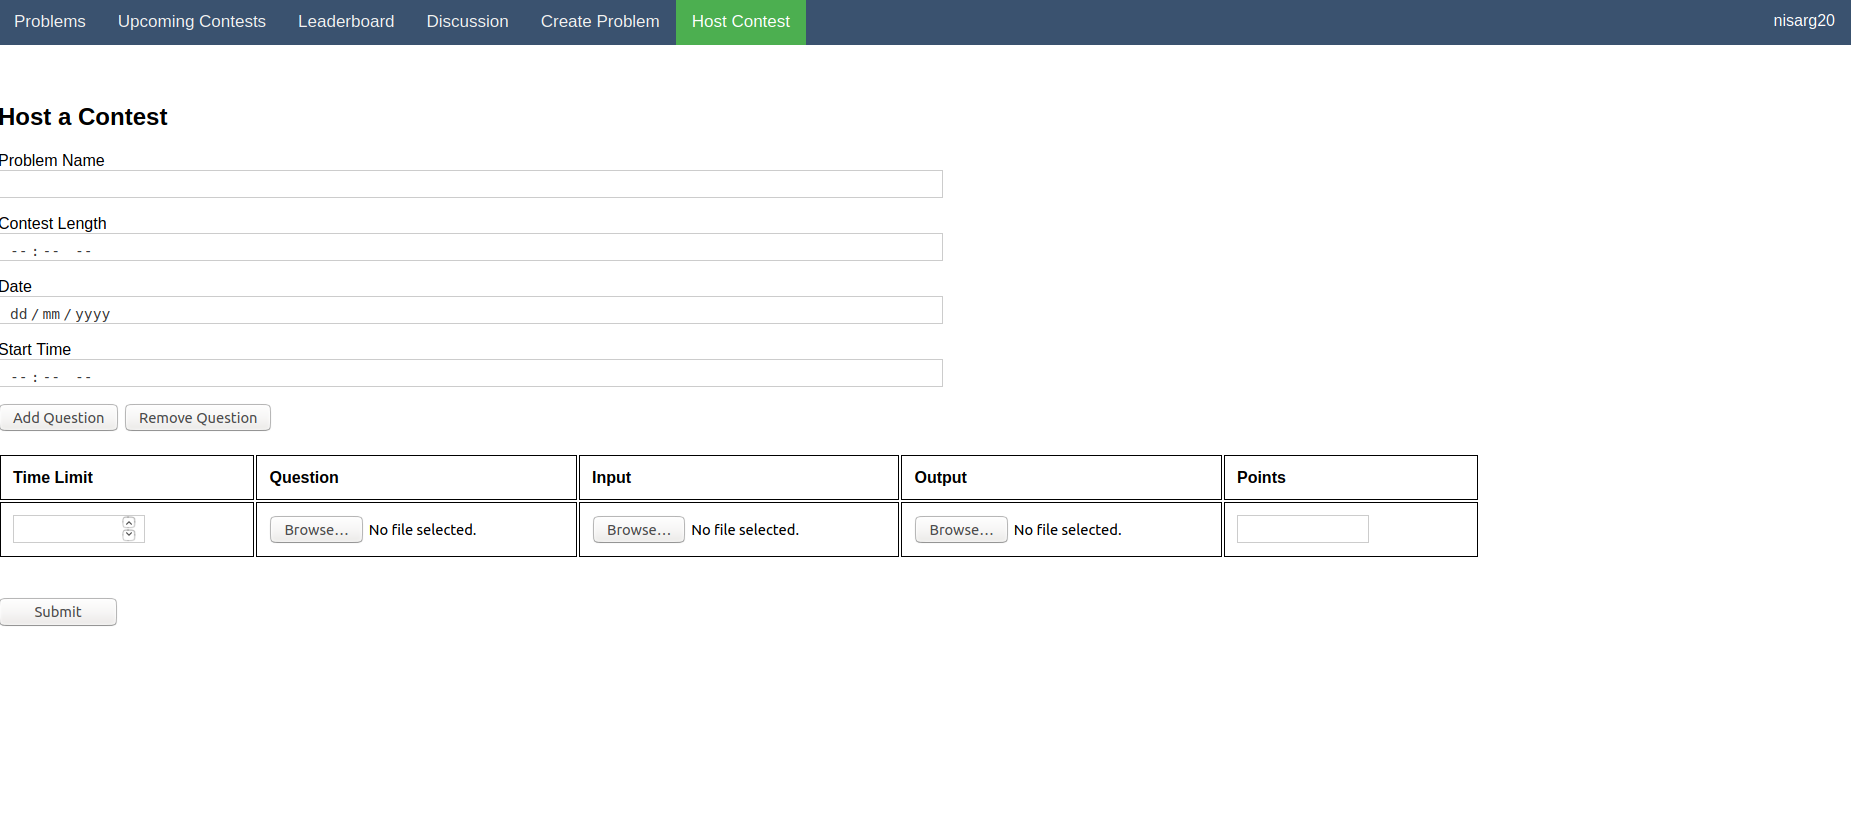 Problems Upcoming Contests Leaderboard Discussion Create Problem Host Contest nisarg20
Host a Contest
Problem Name
Contest Length
--:-- --
Date
dd/mm/yyyy
Start Time
--:-- --
Add Question Remove Question
Time Limit Question Input Output Points
Browse... No file selected. Browse... No file selected. Browse... No file selected.
Submit